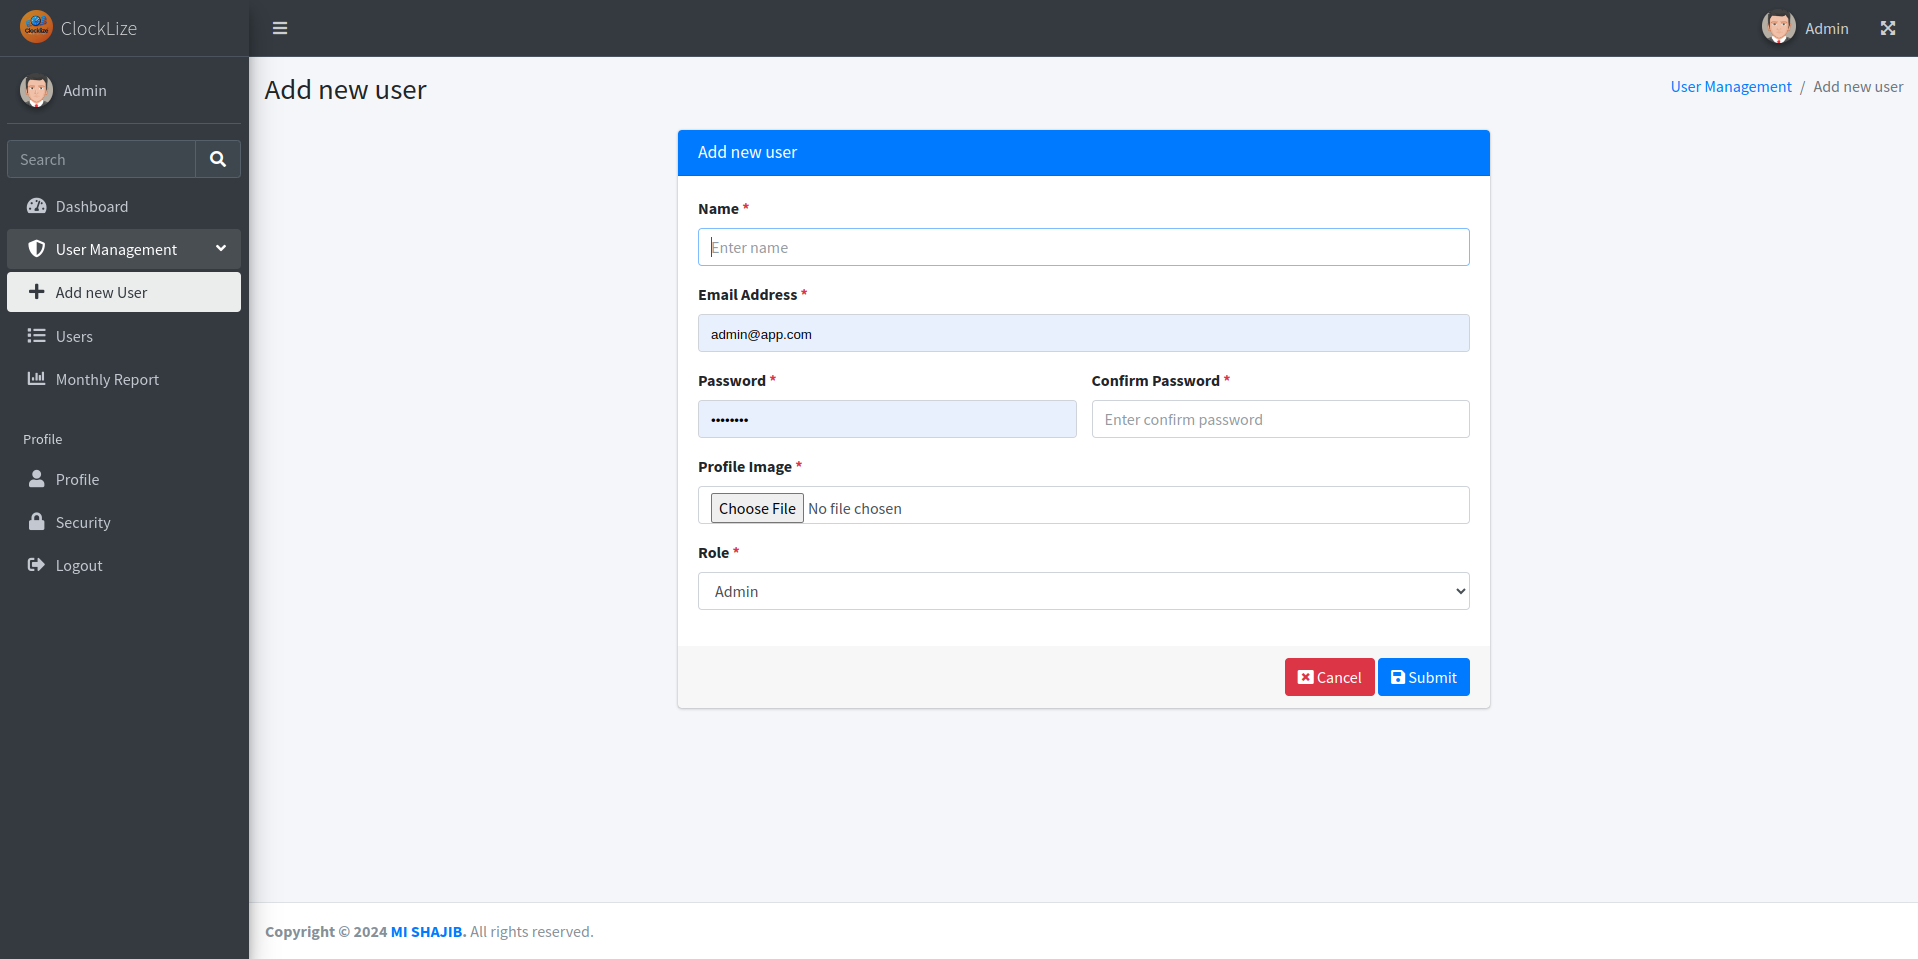 ClockLize
ClockLize
Admin
Admin
Search
Dashboard
User Management
Add new User
Users
Monthly Report
Profile
Profile
Security
Logout
Add new user
User Management / Add new user
Add new user
Name *
Enter name
Email Address *
admin@app.com
Password *
••••••••
Confirm Password *
Enter confirm password
Profile Image *
Choose File No file chosen
Role *
Admin
Cancel Submit
Copyright © 2024 MI SHAJIB. All rights reserved.